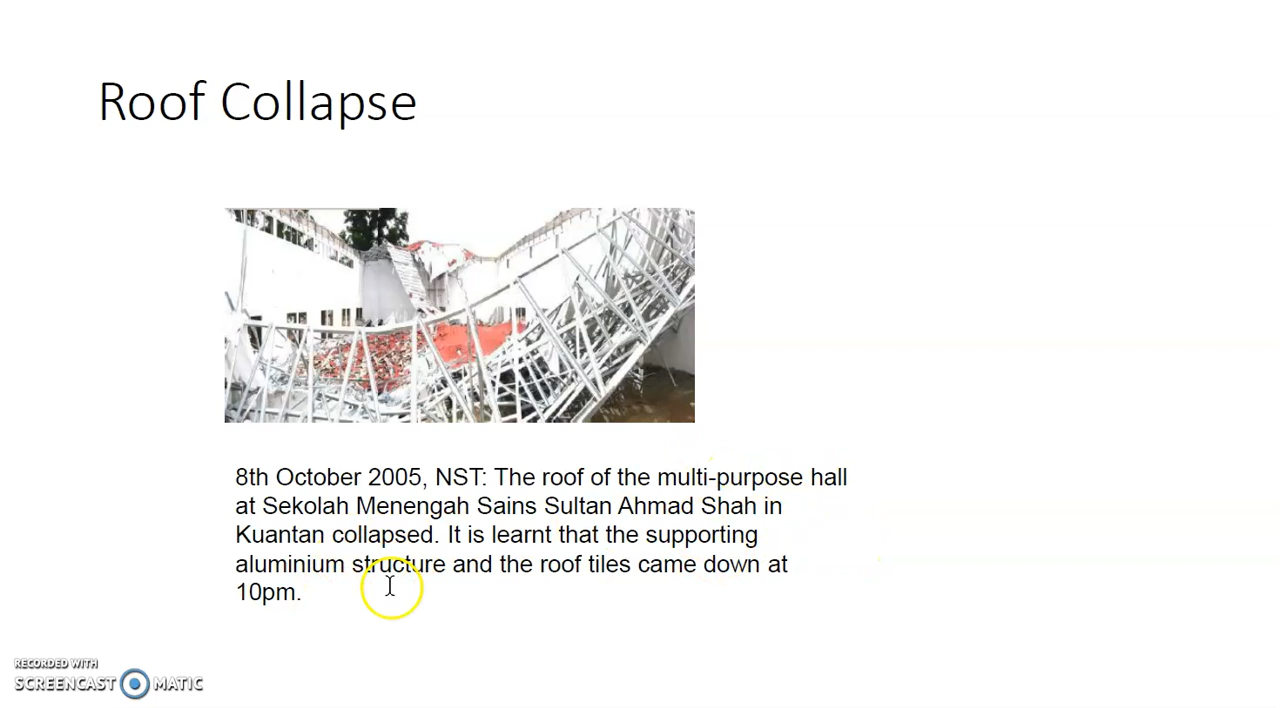 Roof Collapse
8th October 2005, NST: The roof of the multi-purpose hall
at Sekolah Menengah Sains Sultan Ahmad Shah in
Kuantan collapsed. It is learnt that the supporting
aluminium structure and the roof tiles came down at
10pm.
RECORDED WITH
SCREENCAST MATIC